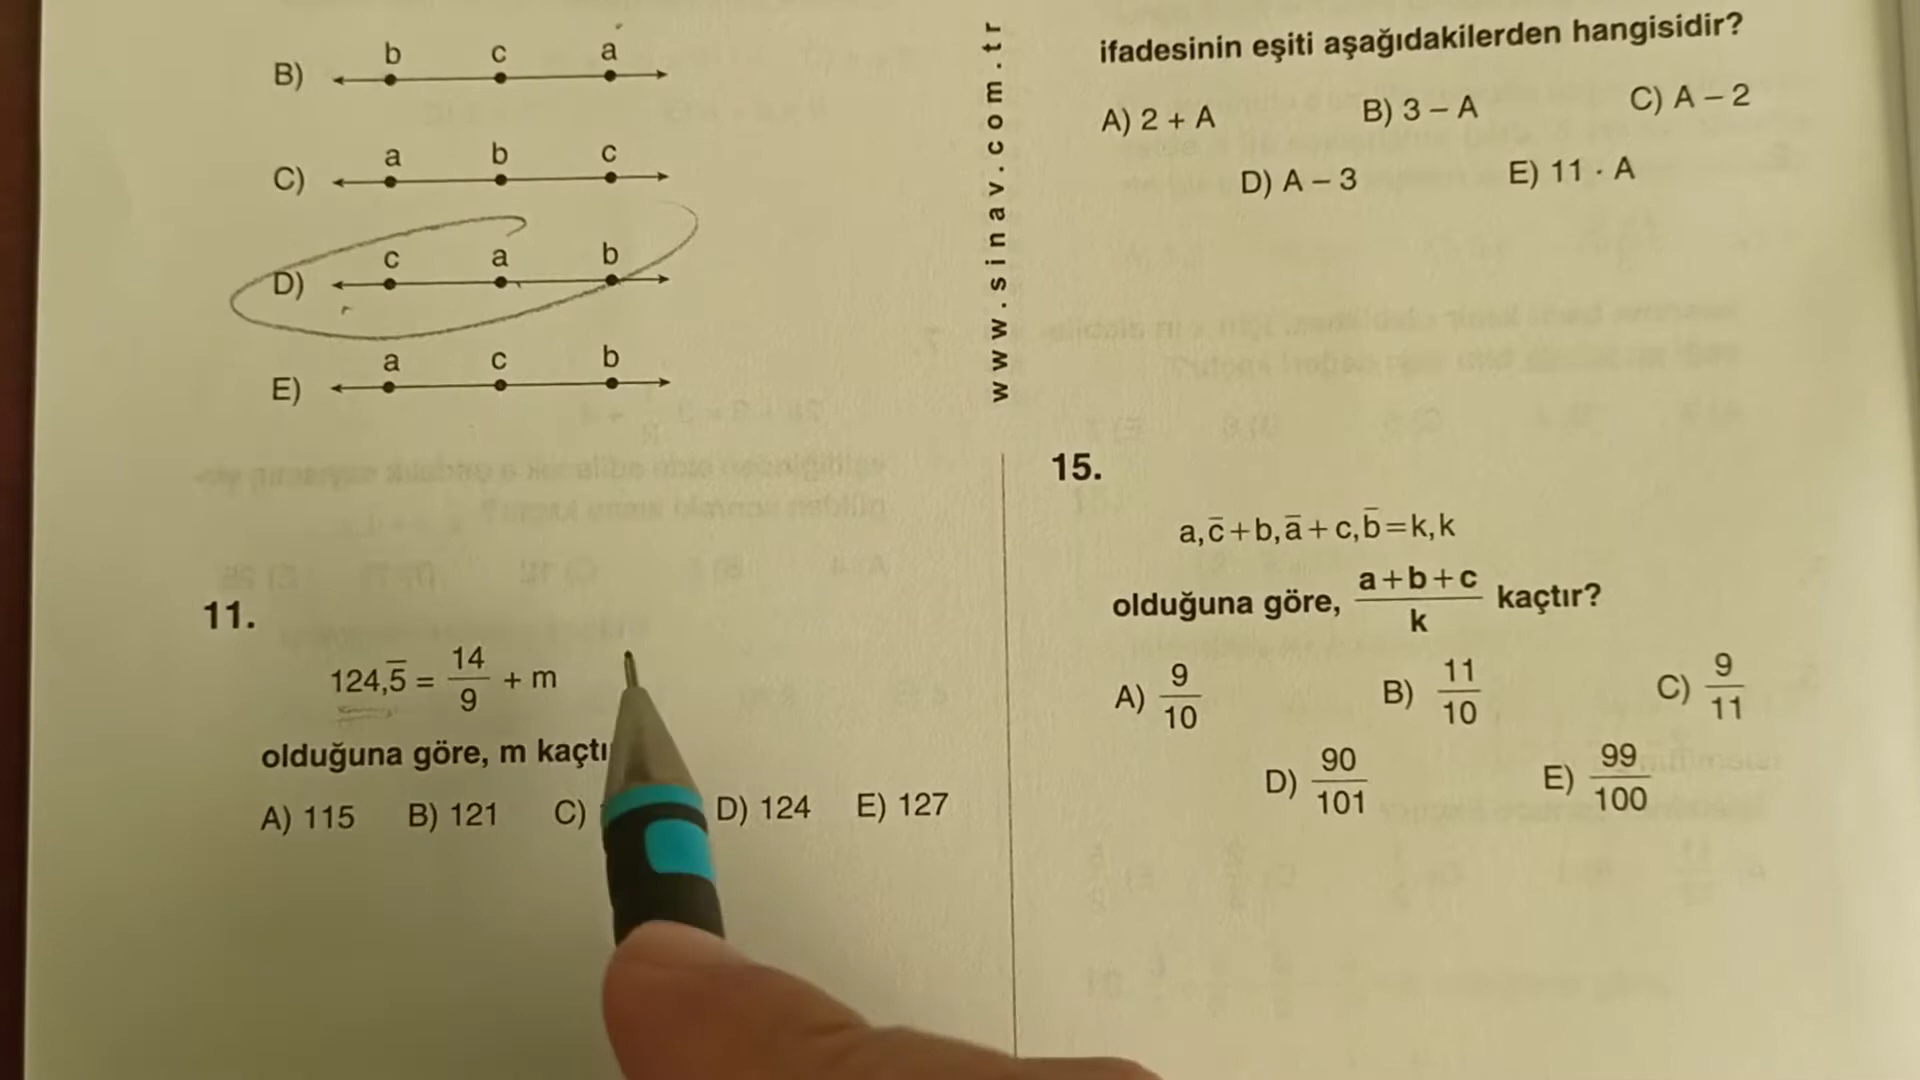 b c a
B)
a b c
C)
c a b
D)
a c b
E)
11.
124,5̅ = 14/9 + m
olduğuna göre, m kaçtı
A) 115 B) 121 C) D) 124 E) 127
www.sinav.com.tr
ifadesinin eşiti aşağıdakilerden hangisidir?
A) 2 + A B) 3 – A C) A – 2
D) A – 3 E) 11 · A
15.
a,c̅+b,a̅+c,b̅=k,k
olduğuna göre, a+b+c/k kaçtır?
A) 9/10 B) 11/10 C) 9/11
D) 90/101 E) 99/100